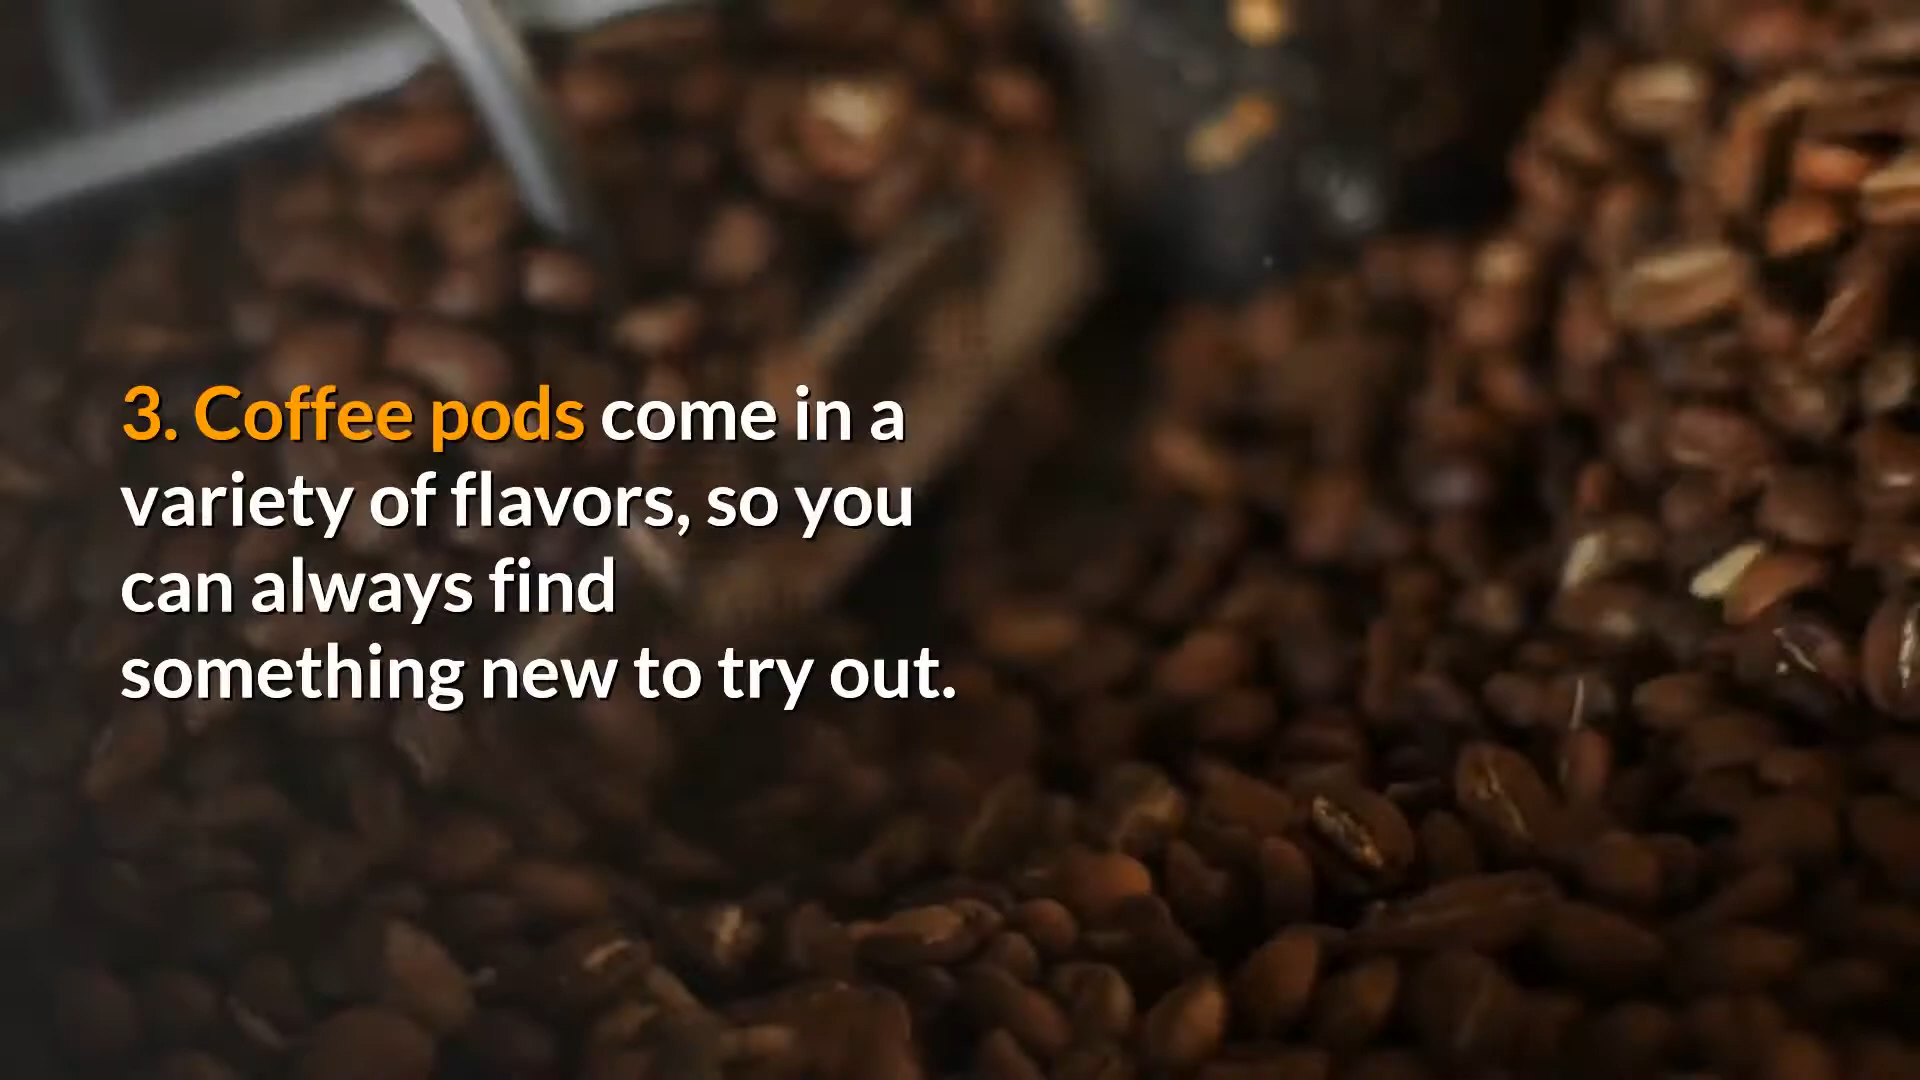 3. Coffee pods come in a
variety of flavors, so you
can always find
something new to try out.